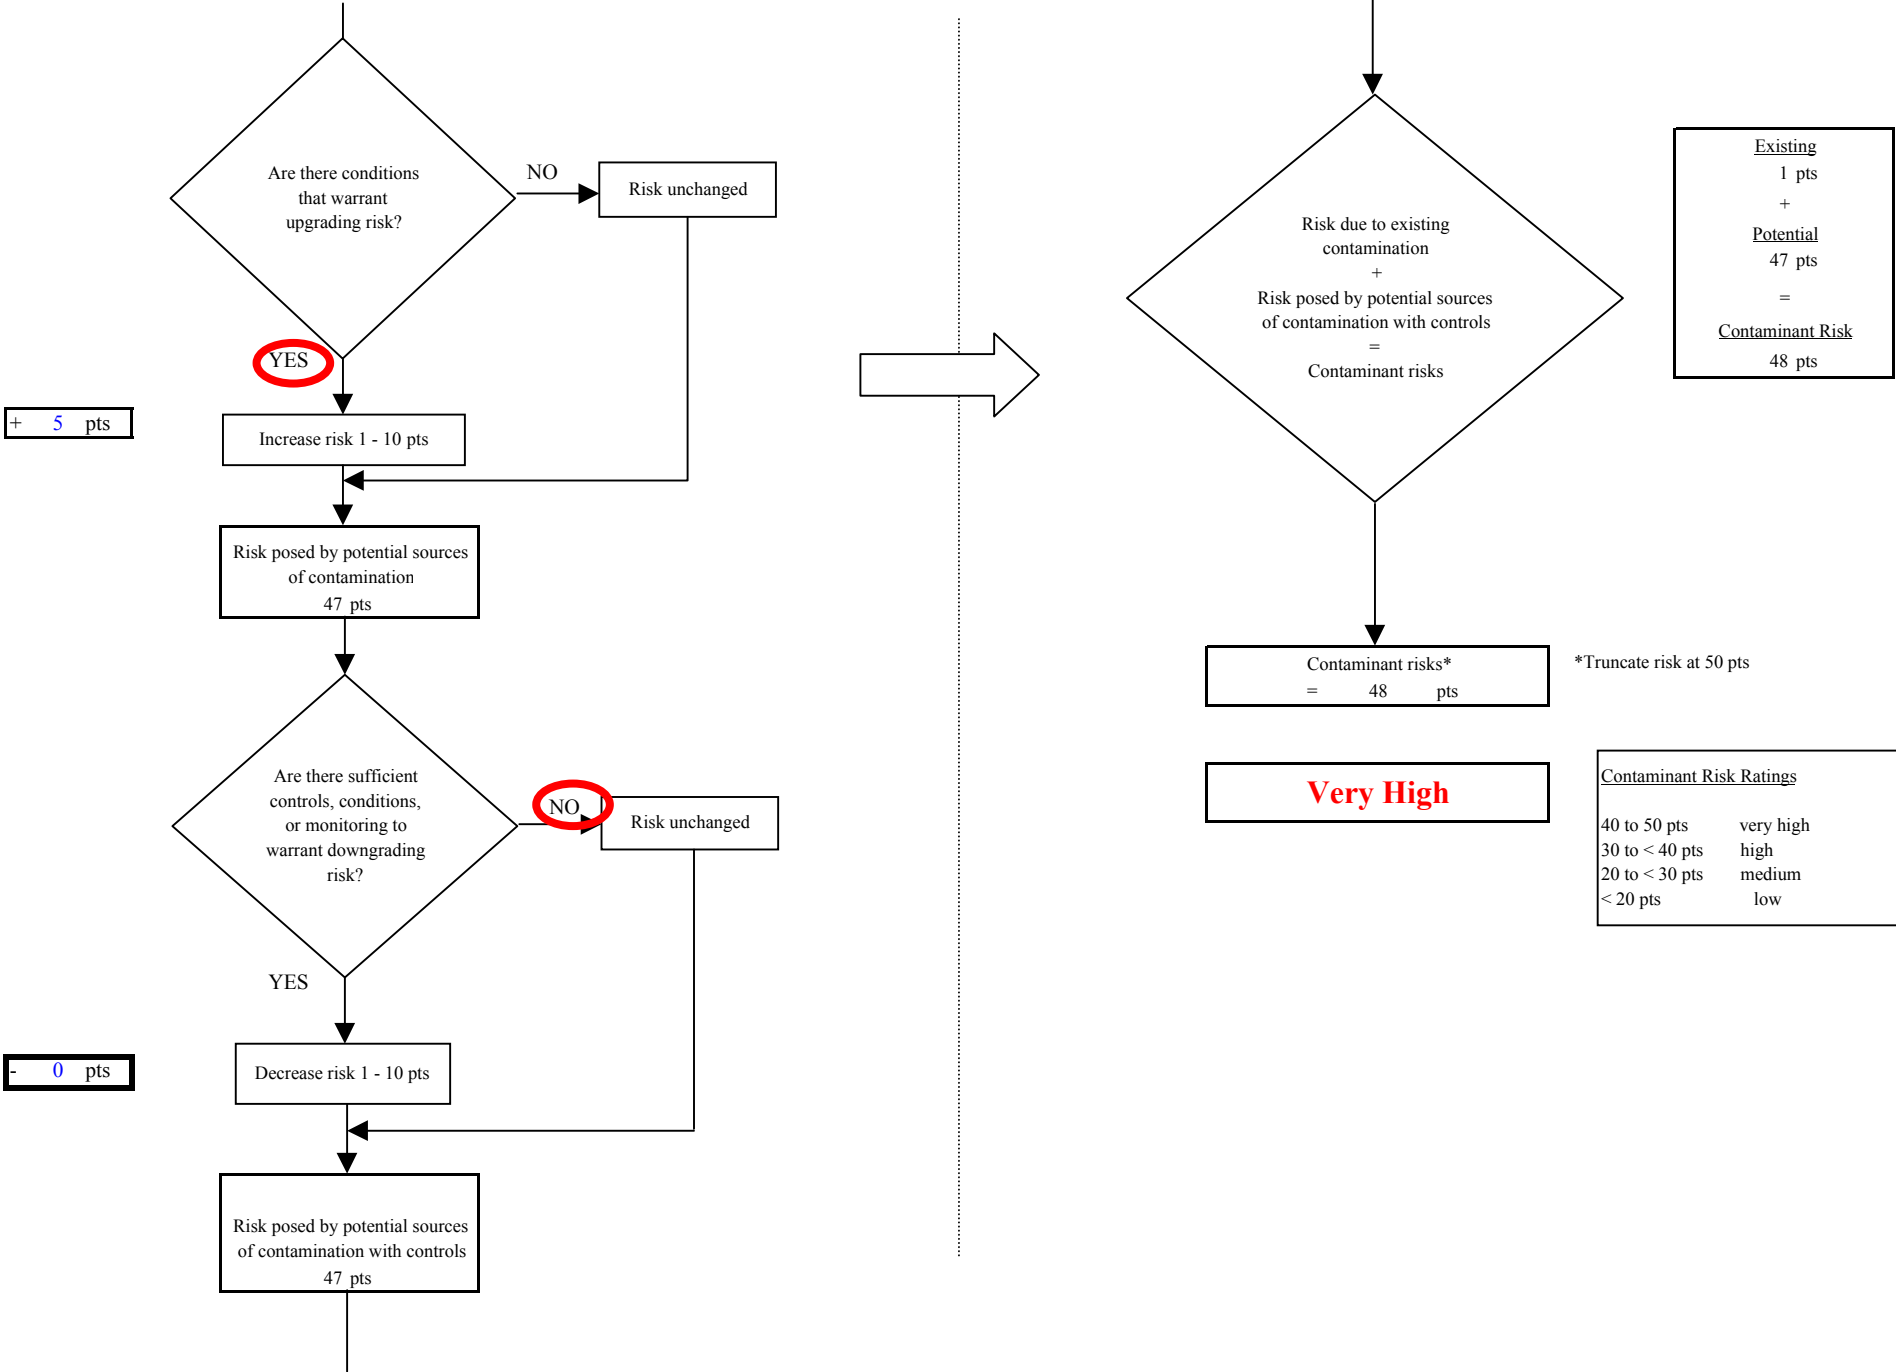 Are there conditions
that warrant
upgrading risk?
NO
Risk unchanged
YES
+ 5 pts
Increase risk 1 - 10 pts
Risk posed by potential sources
of contamination
47 pts
Are there sufficient
controls, conditions,
or monitoring to
warrant downgrading
risk?
NO
Risk unchanged
YES
- 0 pts
Decrease risk 1 - 10 pts
Risk posed by potential sources
of contamination with controls
47 pts
Risk due to existing
contamination
+
Risk posed by potential sources
of contamination with controls
=
Contaminant risks
Existing
1 pts
+
Potential
47 pts
=
Contaminant Risk
48 pts
Contaminant risks*
= 48 pts
*Truncate risk at 50 pts
Very High
Contaminant Risk Ratings
40 to 50 pts very high
30 to < 40 pts high
20 to < 30 pts medium
< 20 pts low